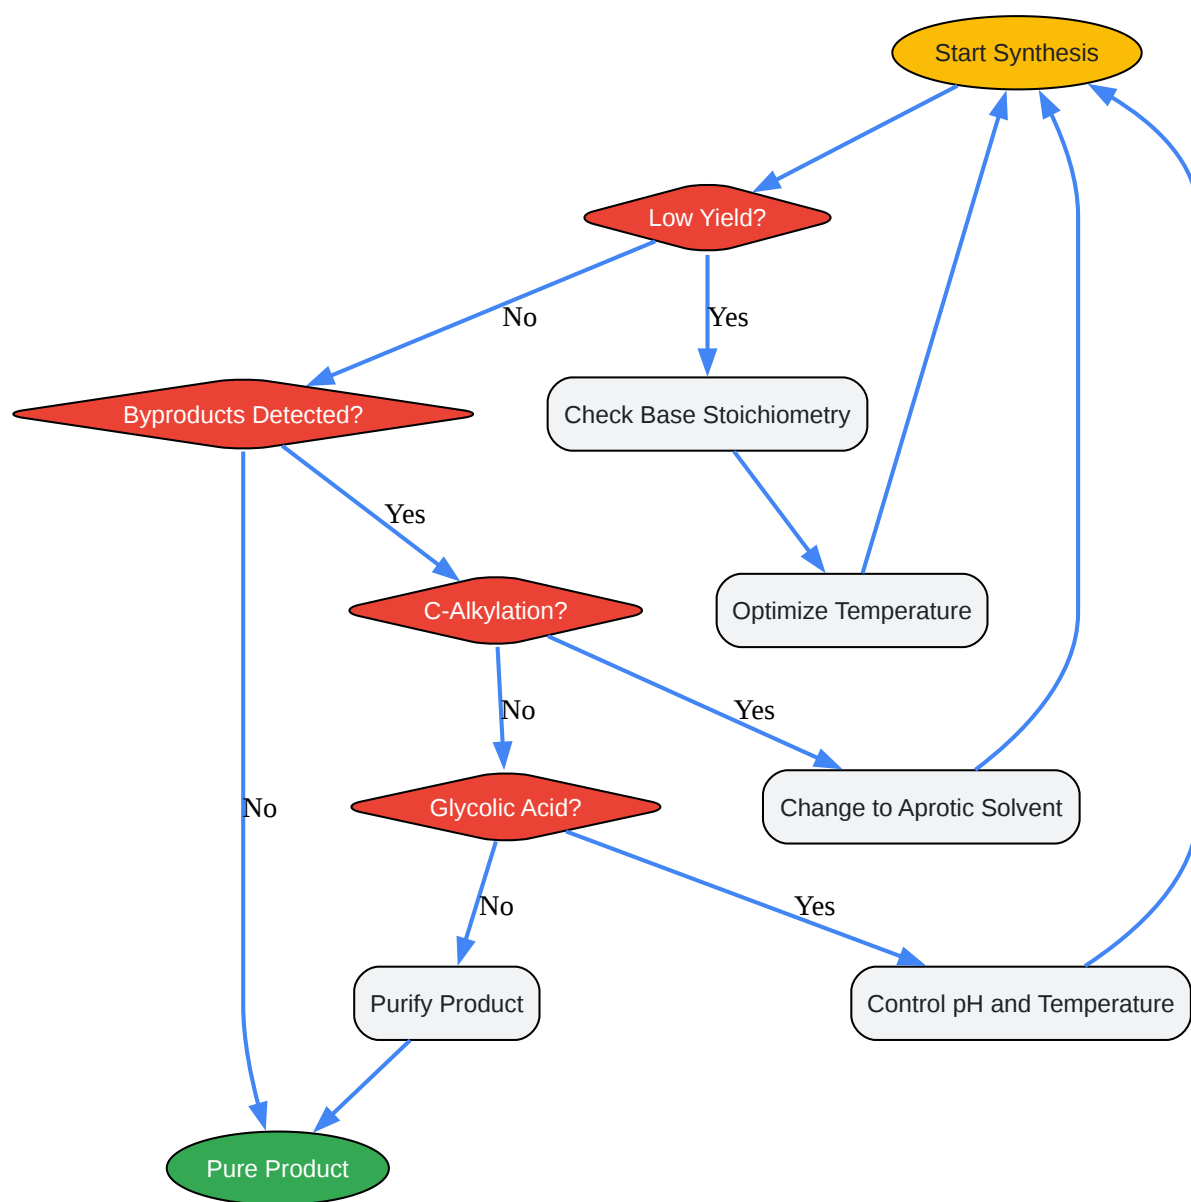 Start Synthesis
Low Yield?
No
Yes
Byproducts Detected?
Check Base Stoichiometry
Yes
C-Alkylation?
Optimize Temperature
No
Yes
No
Glycolic Acid?
Change to Aprotic Solvent
No
Yes
Purify Product
Control pH and Temperature
Pure Product